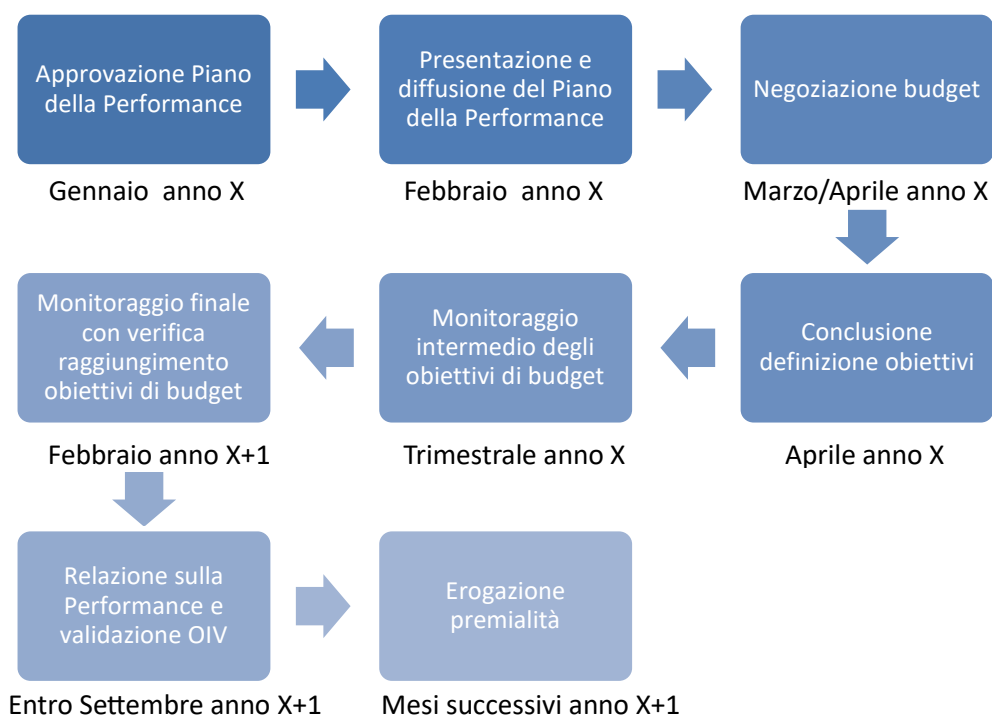 Approvazione Piano
della Performance
Gennaio anno X
Presentazione e
diffusione del Piano
della Performance
Febbraio anno X
Negoziazione budget
Marzo/Aprile anno X
Conclusione
definizione obiettivi
Aprile anno X
Monitoraggio
intermedio degli
obiettivi di budget
Trimestrale anno X
Monitoraggio finale
con verifica
raggiungimento
obiettivi di budget
Febbraio anno X+1
Relazione sulla
Performance e
validazione OIV
Entro Settembre anno X+1
Erogazione
premialità
Mesi successivi anno X+1